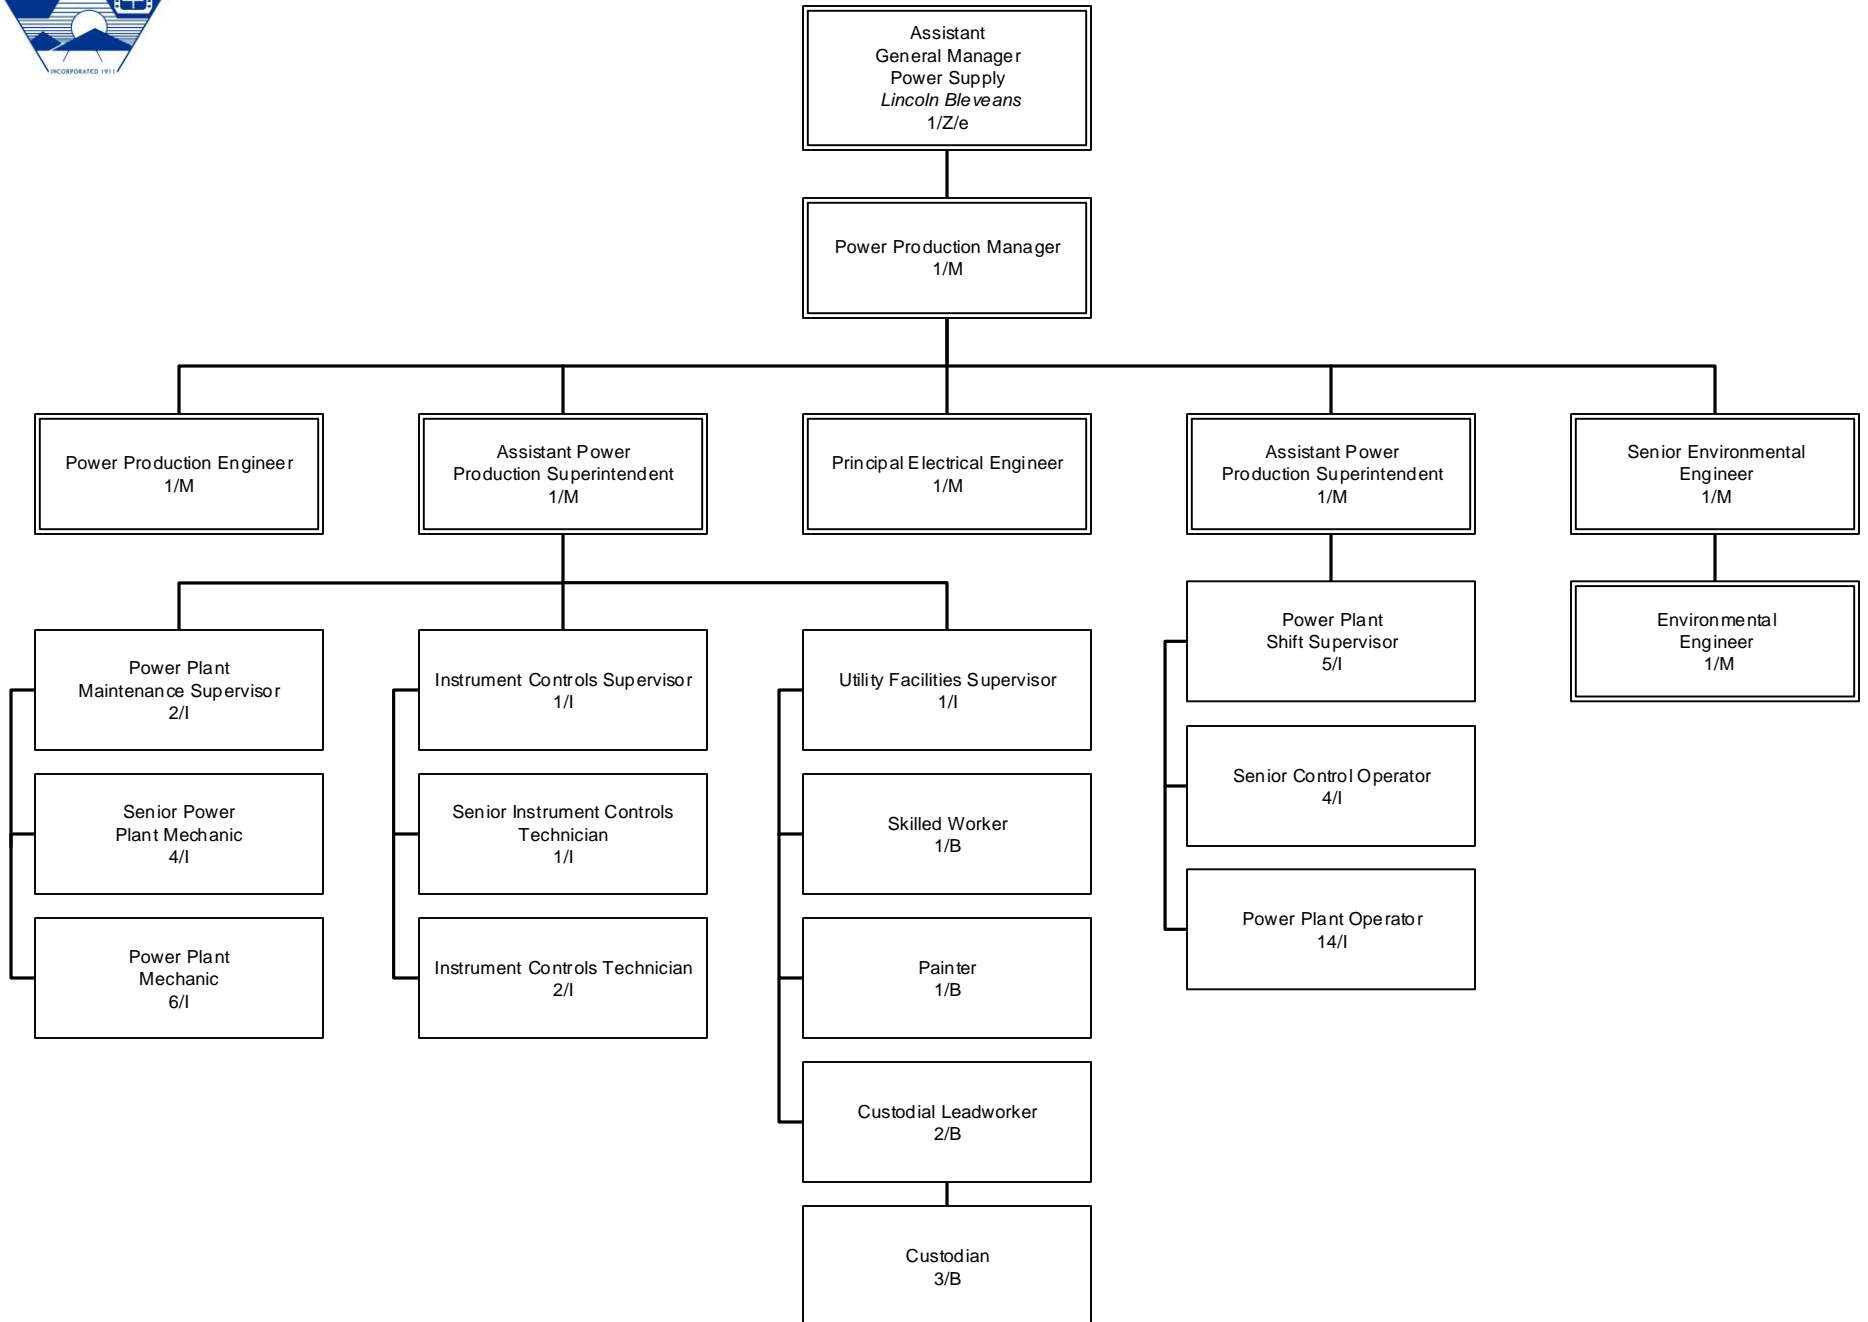 INCORPORATED 1911
Assistant
General Manager
Power Supply
Lincoln Bleveans
1/Z/e
Power Production Manager
1/M
Power Production Engineer
1/M
Assistant Power
Production Superintendent
1/M
Principal Electrical Engineer
1/M
Assistant Power
Production Superintendent
1/M
Senior Environmental
Engineer
1/M
Power Plant
Maintenance Supervisor
2/I
Senior Power
Plant Mechanic
4/I
Power Plant
Mechanic
6/I
Instrument Controls Supervisor
1/I
Senior Instrument Controls
Technician
1/I
Instrument Controls Technician
2/I
Utility Facilities Supervisor
1/I
Skilled Worker
1/B
Painter
1/B
Custodial Leadworker
2/B
Custodian
3/B
Power Plant
Shift Supervisor
5/I
Senior Control Operator
4/I
Power Plant Operator
14/I
Environmental
Engineer
1/M